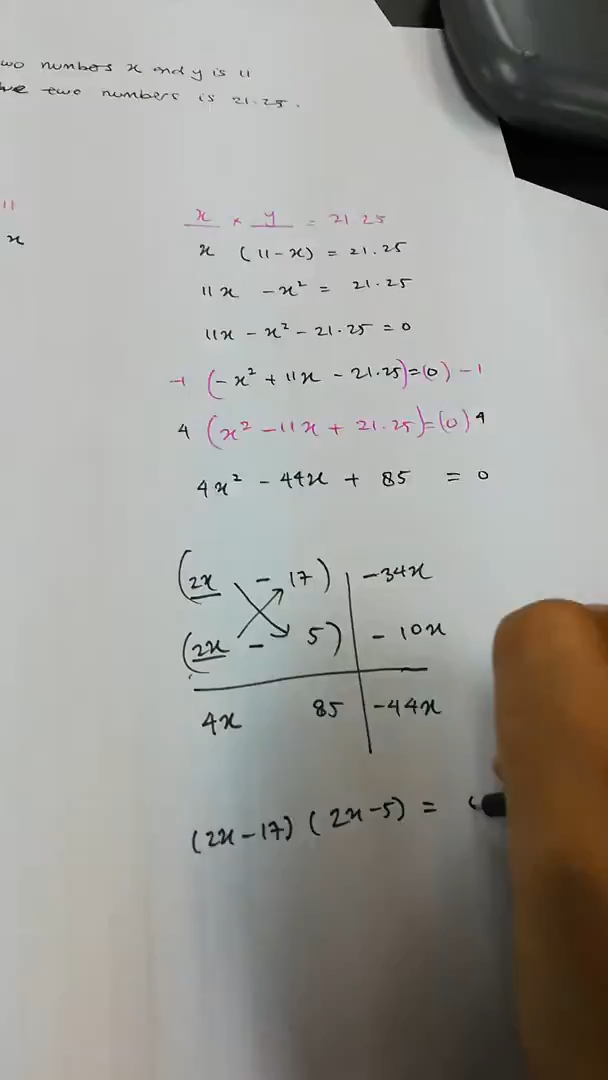 two numbers x and y is 11
two numbers is 21.25.
11
x
x × y = 21.25
x (11-x) = 21.25
11x - x² = 21.25
11x - x² - 21.25 = 0
-1 (-x² + 11x - 21.25) = (0) -1
4 (x² - 11x + 21.25) = (0) 4
4x² - 44x + 85 = 0
(2x - 17) | -34x
(2x - 5) | -10x
4x 85 | -44x
(2x-17) (2x-5) =